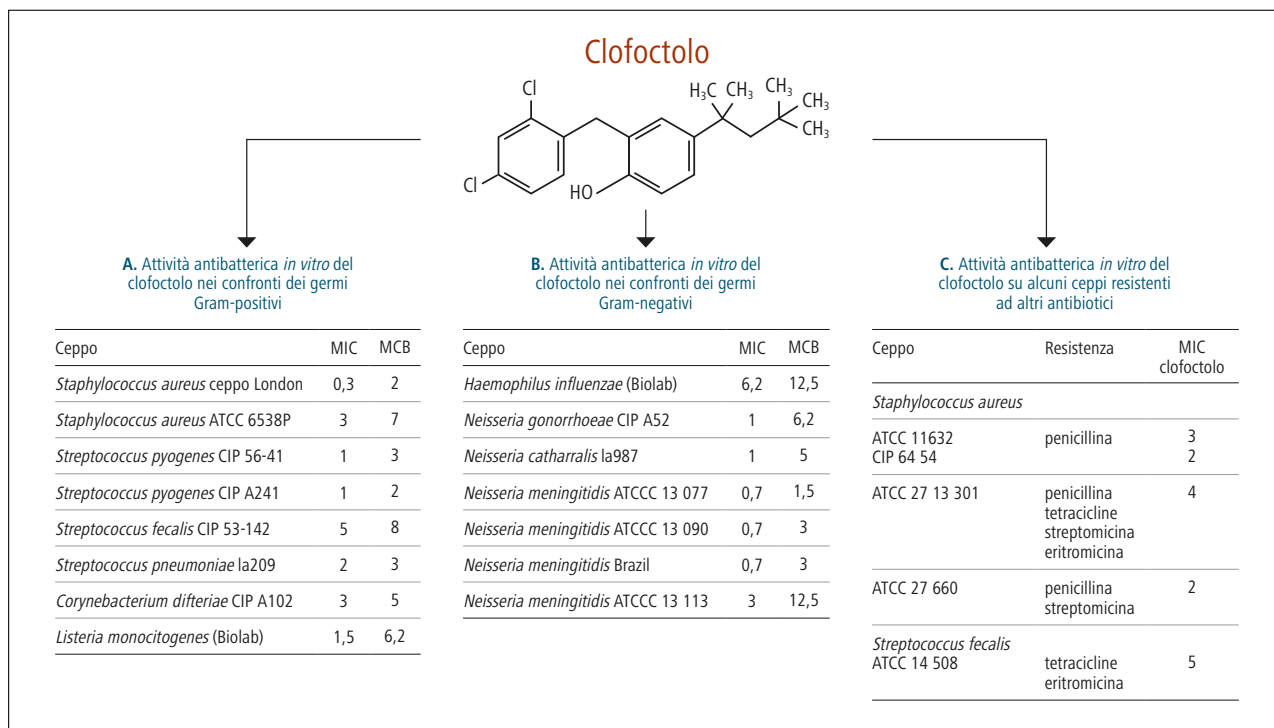 Clofoctolo
Cl
Cl
HO
H₃C
CH₃
CH₃
CH₃
CH₃
A. Attività antibatterica in vitro del
clofoctolo nei confronti dei germi
Gram-positivi
Ceppo MIC MCB
Staphylococcus aureus ceppo London 0,3 2
Staphylococcus aureus ATCC 6538P 3 7
Streptococcus pyogenes CIP 56-41 1 3
Streptococcus pyogenes CIP A241 1 2
Streptococcus fecalis CIP 53-142 5 8
Streptococcus pneumoniae la209 2 3
Corynebacterium difteriae CIP A102 3 5
Listeria monocitogenes (Biolab) 1,5 6,2
B. Attività antibatterica in vitro del
clofoctolo nei confronti dei germi
Gram-negativi
Ceppo MIC MCB
Haemophilus influenzae (Biolab) 6,2 12,5
Neisseria gonorrhoeae CIP A52 1 6,2
Neisseria catharralis la987 1 5
Neisseria meningitidis ATCCC 13 077 0,7 1,5
Neisseria meningitidis ATCCC 13 090 0,7 3
Neisseria meningitidis Brazil 0,7 3
Neisseria meningitidis ATCCC 13 113 3 12,5
C. Attività antibatterica in vitro del
clofoctolo su alcuni ceppi resistenti
ad altri antibiotici
Ceppo Resistenza MIC
clofoctolo
Staphylococcus aureus
ATCC 11632 penicillina 3
CIP 64 54 2
ATCC 27 13 301 penicillina 4
tetracicline
streptomicina
eritromicina
ATCC 27 660 penicillina 2
streptomicina
Streptococcus fecalis
ATCC 14 508 tetracicline 5
eritromicina